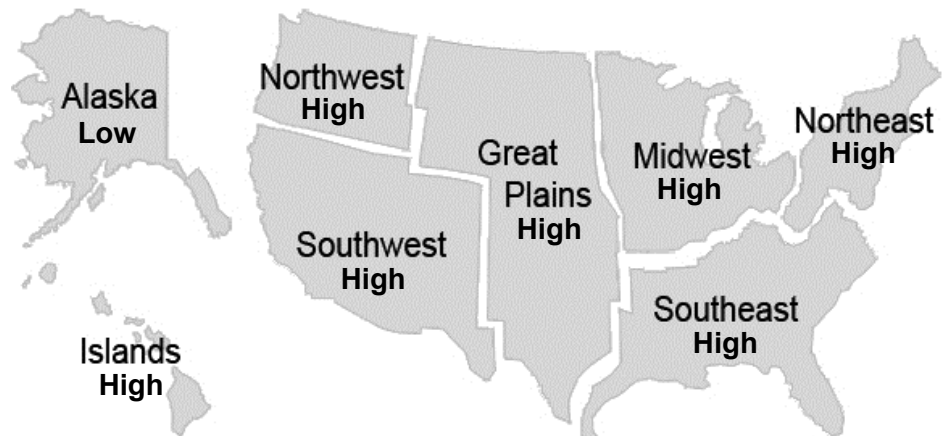 Alaska
Low
Northwest
High
Great
Plains
High
Midwest
High
Northeast
High
Southwest
High
Southeast
High
Islands
High